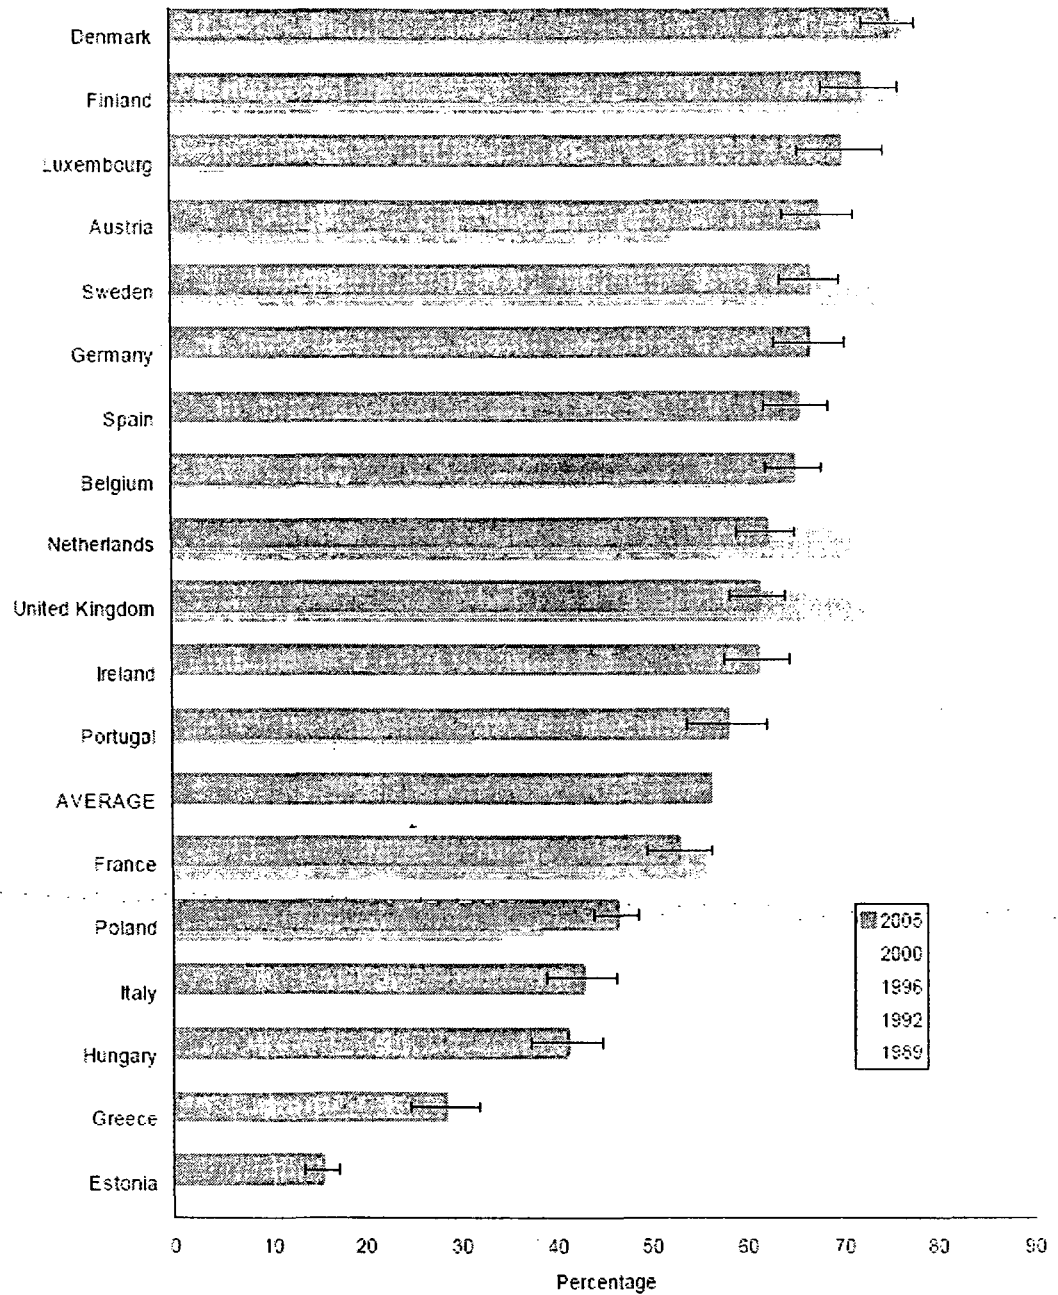 Denmark
Finland
Luxembourg
Austria
Sweden
Germany
Spain
Belgium
Netherlands
United Kingdom
Ireland
Portugal
AVERAGE
France
Poland
Italy
Hungary
Greece
Estonia
2005
2000
1996
1992
1989
0 10 20 30 40 50 60 70 80 90
Percentage